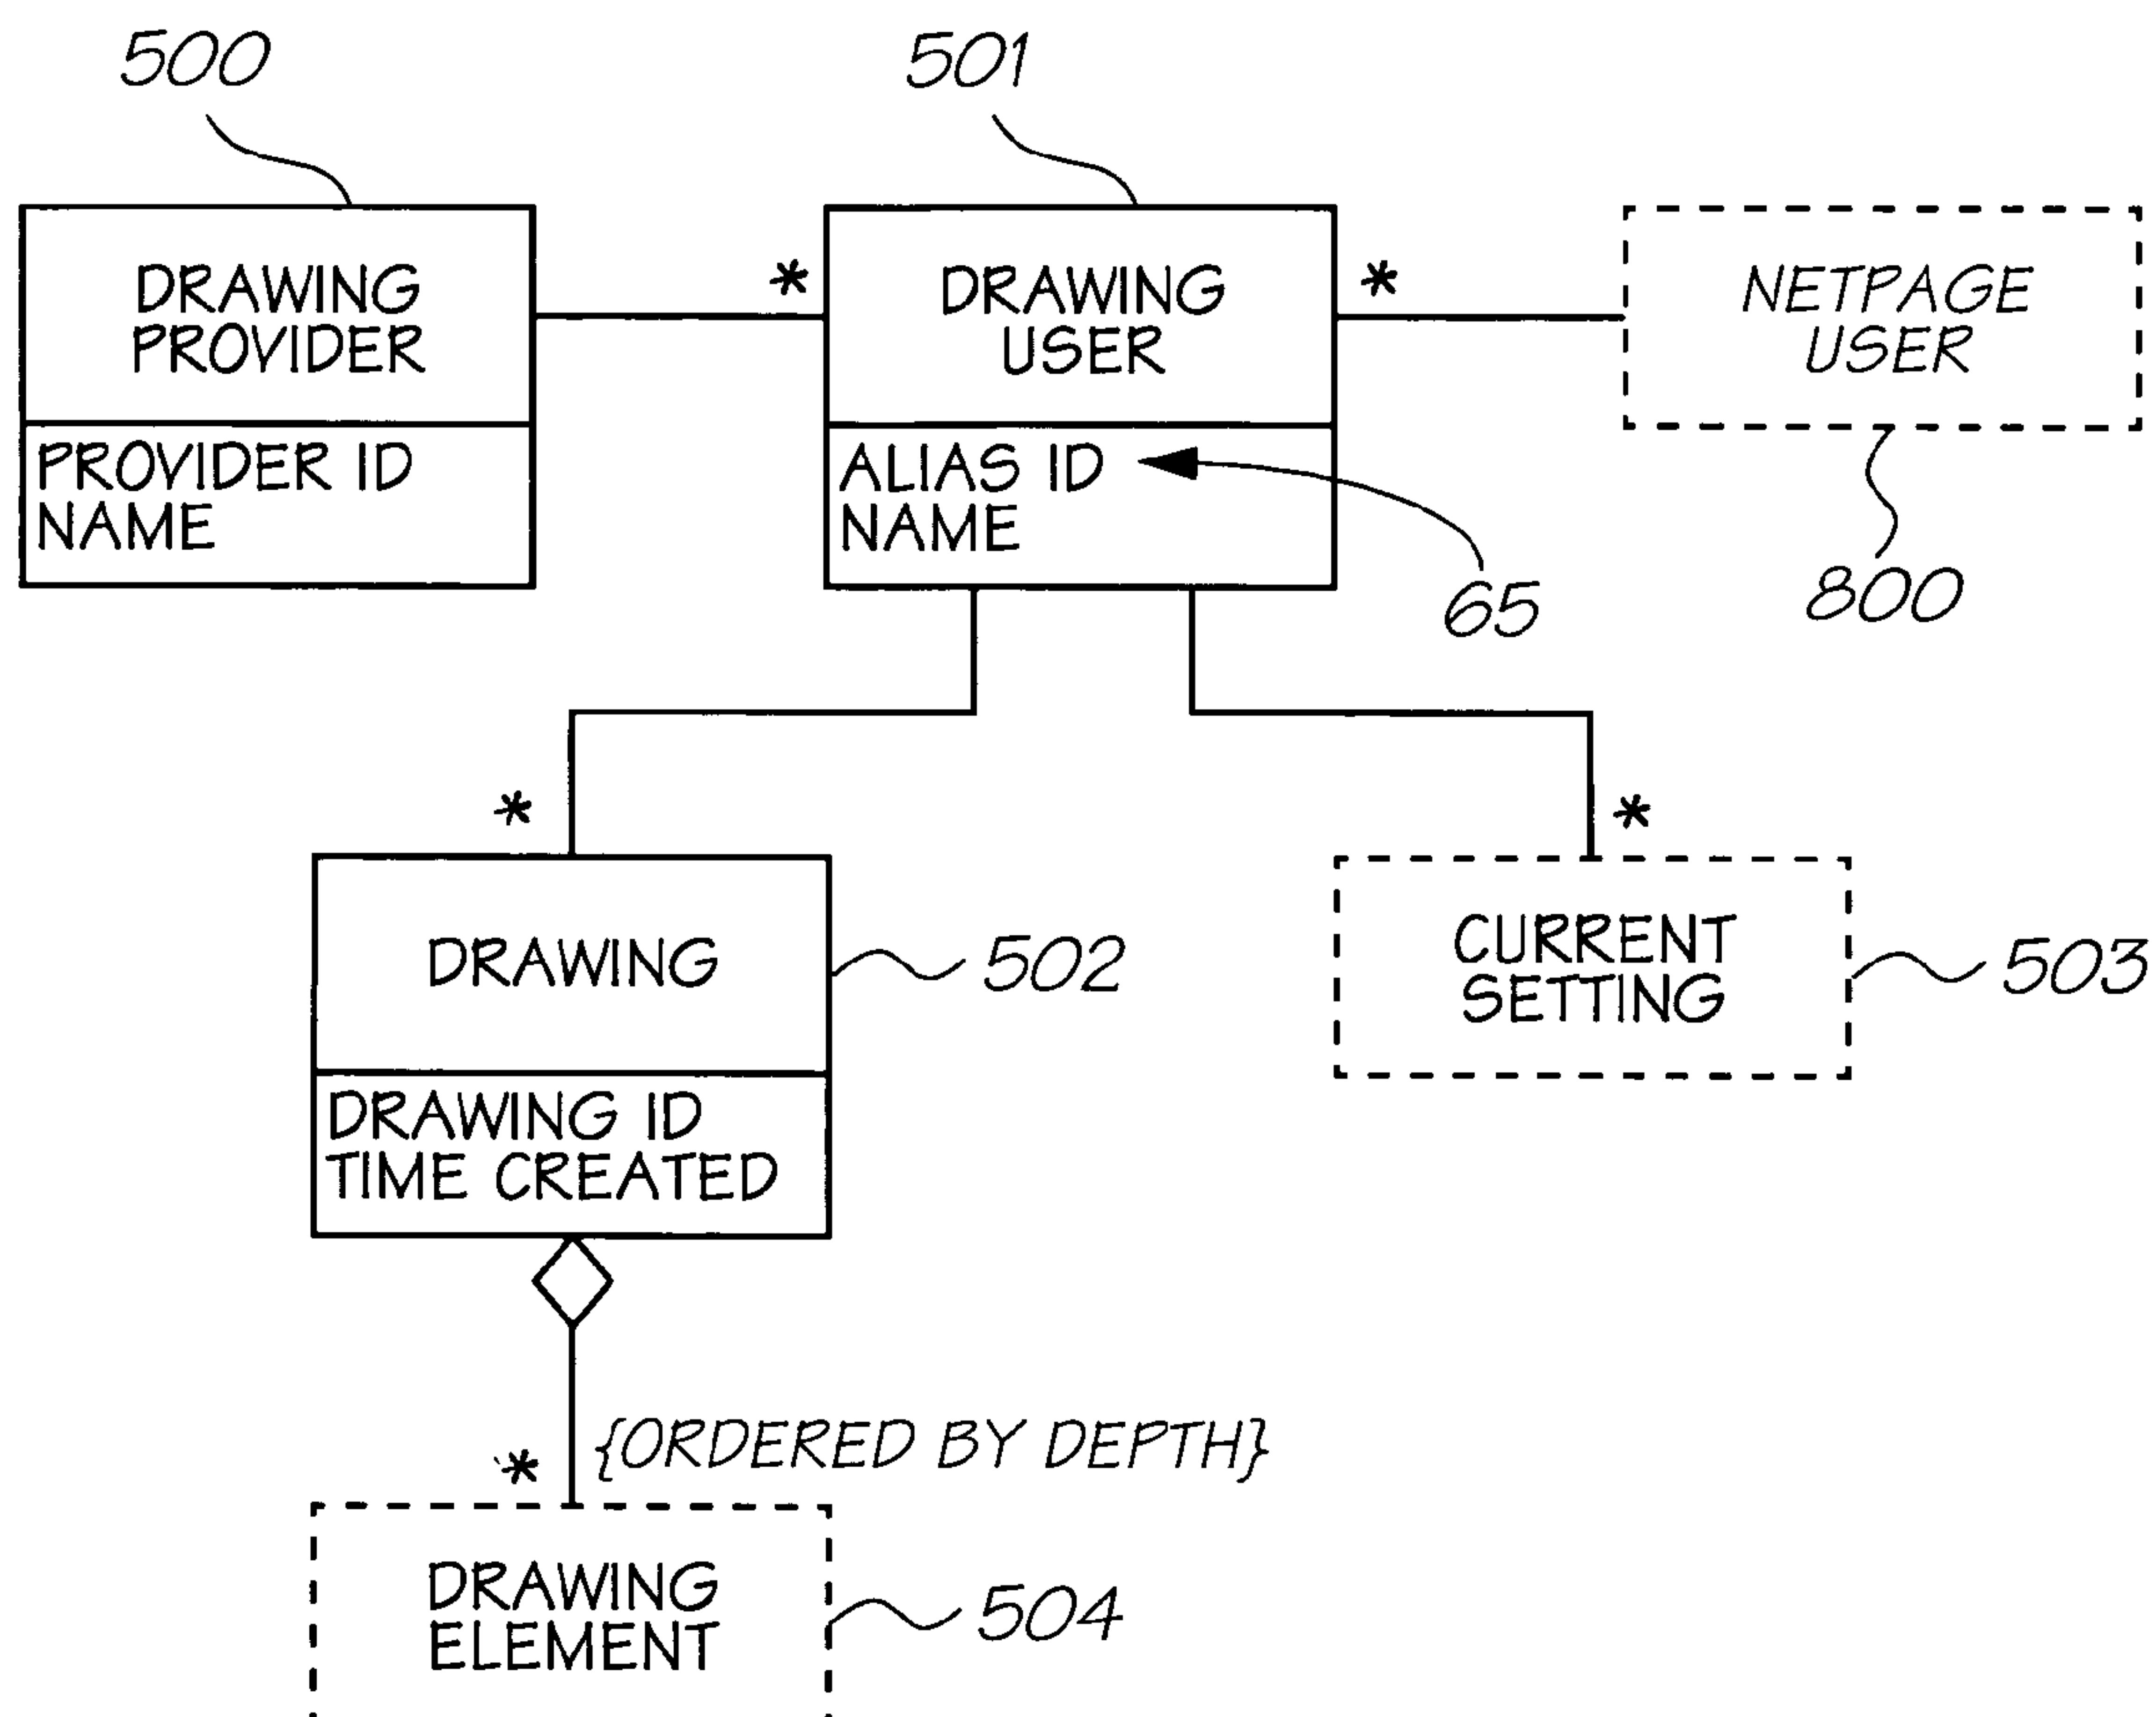 500
501
DRAWING
PROVIDER
PROVIDER ID
NAME
*
DRAWING
USER
ALIAS ID
NAME
*
NETPAGE
USER
65
800
*
*
DRAWING
DRAWING ID
TIME CREATED
502
CURRENT
SETTING
503
*
{ORDERED BY DEPTH}
DRAWING
ELEMENT
504